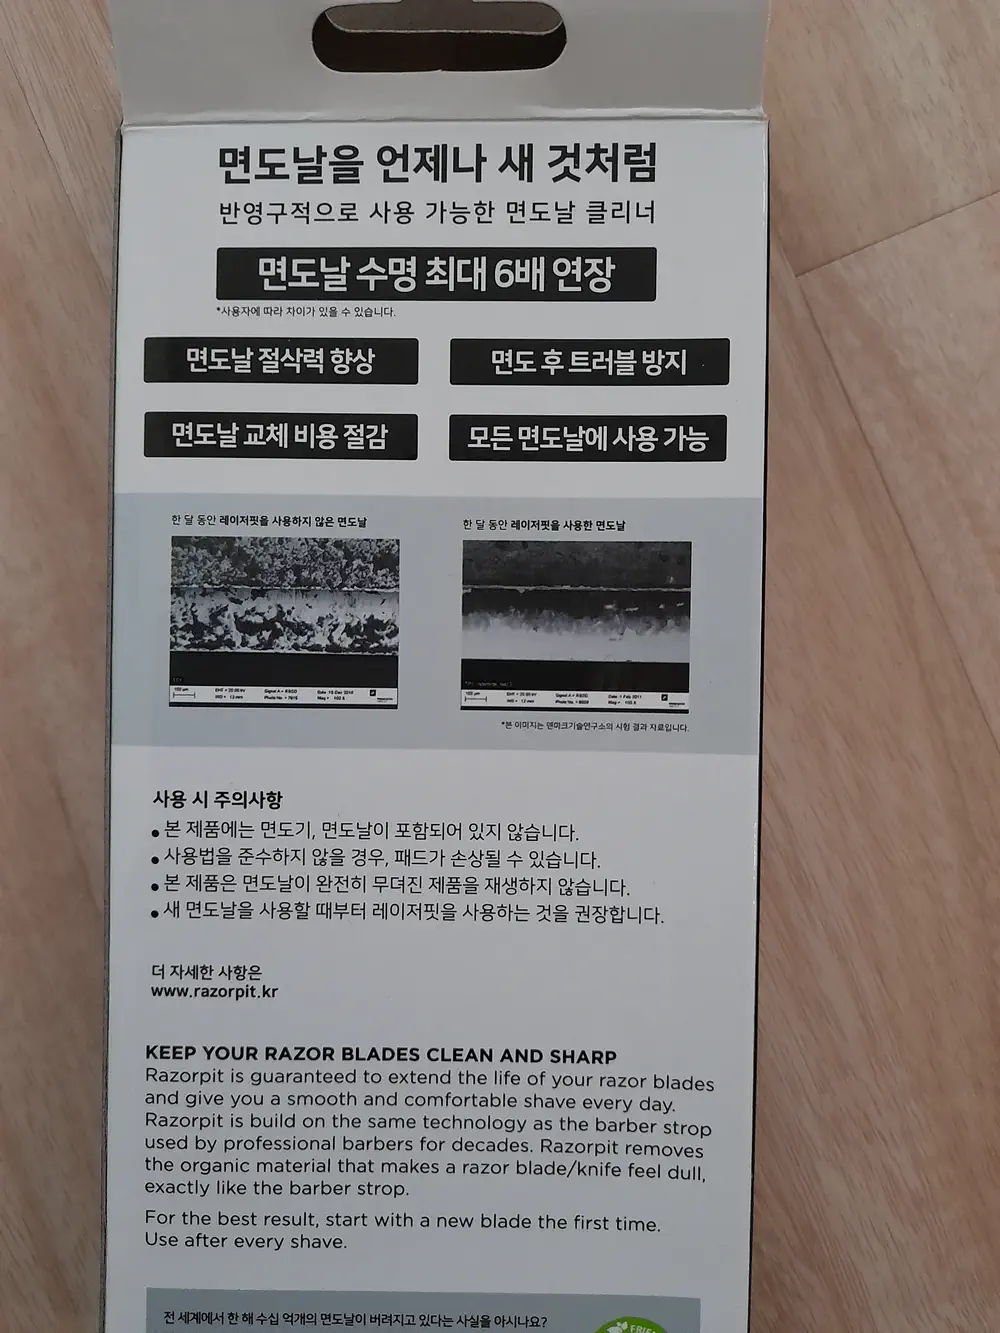 면도날을 언제나 새 것처럼
반영구적으로 사용 가능한 면도날 클리너
면도날 수명 최대 6배 연장
*사용자에 따라 차이가 있을 수 있습니다.
면도날 절삭력 향상
면도 후 트러블 방지
면도날 교체 비용 절감
모든 면도날에 사용 가능
한 달 동안 레이저핏을 사용하지 않은 면도날
한 달 동안 레이저핏을 사용한 면도날
*본 이미지는 덴마크기술연구소의 시험 결과 자료입니다.
사용 시 주의사항
• 본 제품에는 면도기, 면도날이 포함되어 있지 않습니다.
• 사용법을 준수하지 않을 경우, 패드가 손상될 수 있습니다.
• 본 제품은 면도날이 완전히 무뎌진 제품을 재생하지 않습니다.
• 새 면도날을 사용할 때부터 레이저핏을 사용하는 것을 권장합니다.
더 자세한 사항은
www.razorpit.kr
KEEP YOUR RAZOR BLADES CLEAN AND SHARP
Razorpit is guaranteed to extend the life of your razor blades
and give you a smooth and comfortable shave every day.
Razorpit is build on the same technology as the barber strop
used by professional barbers for decades. Razorpit removes
the organic material that makes a razor blade/knife feel dull,
exactly like the barber strop.
For the best result, start with a new blade the first time.
Use after every shave.
전 세계에서 한 해 수십 억개의 면도날이 버려지고 있다는 사실을 아시나요?